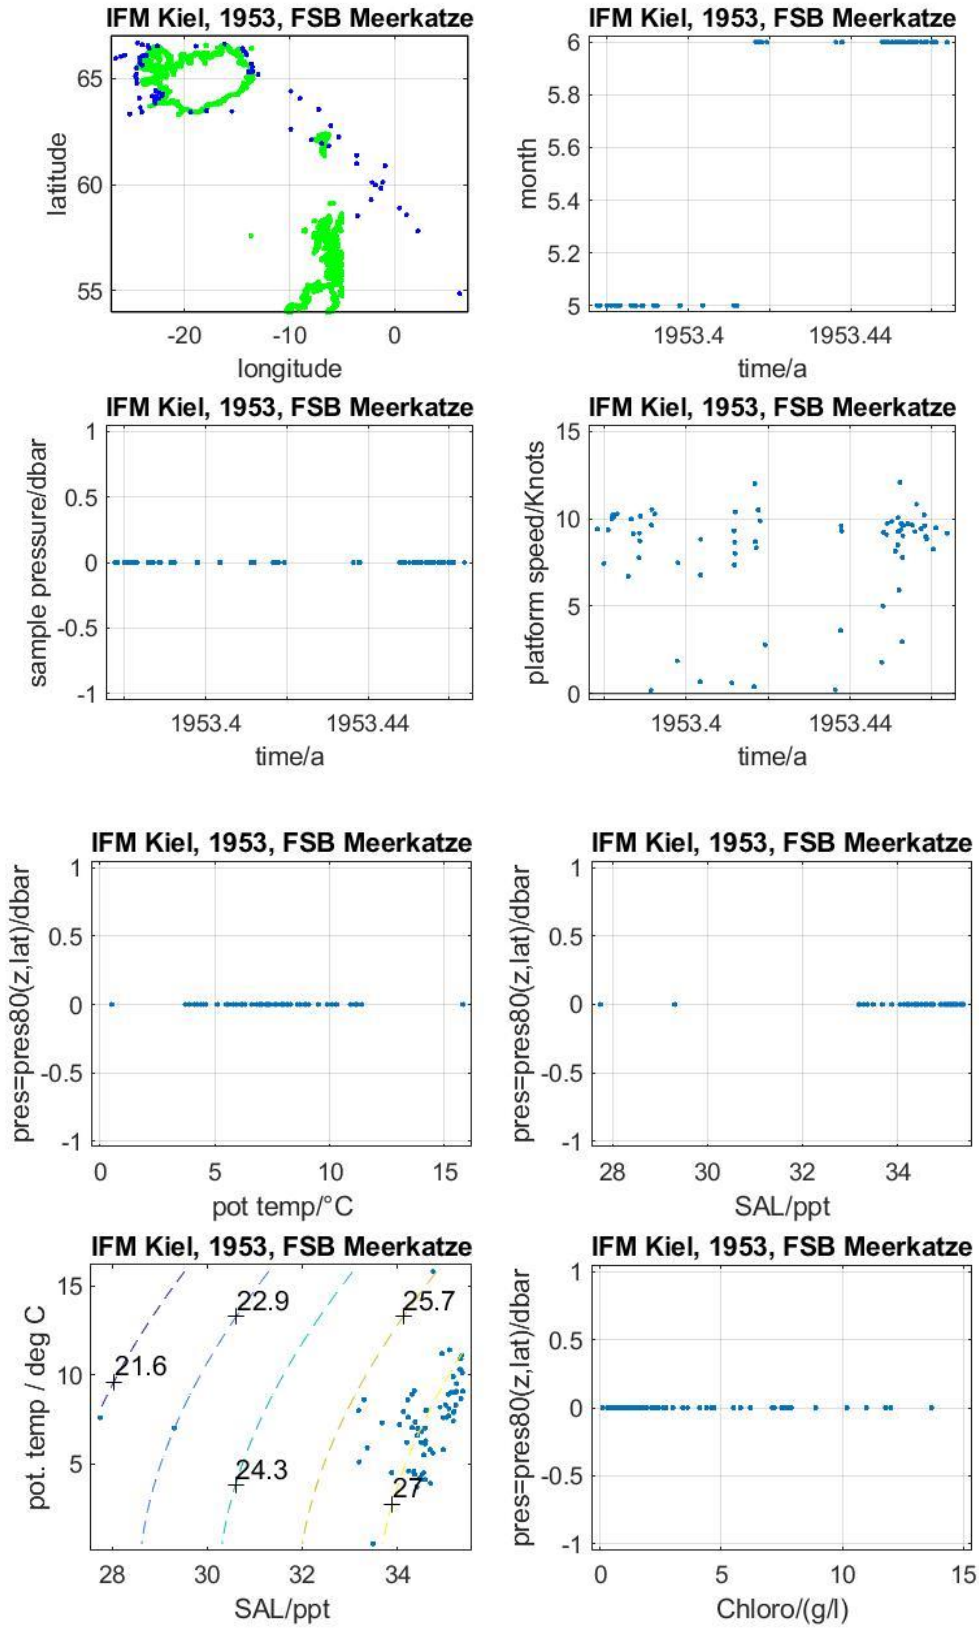 IFM Kiel, 1953, FSB Meerkatze
65
60
55
latitude
-20 -10 0
longitude
IFM Kiel, 1953, FSB Meerkatze
6
5.8
5.6
5.4
5.2
5
month
1953.4 1953.44
time/a
IFM Kiel, 1953, FSB Meerkatze
1
0.5
0
-0.5
-1
sample pressure/dbar
1953.4 1953.44
time/a
IFM Kiel, 1953, FSB Meerkatze
15
10
5
0
platform speed/Knots
1953.4 1953.44
time/a
IFM Kiel, 1953, FSB Meerkatze
1
0.5
0
-0.5
-1
pres=pres80(z,lat)/dbar
0 5 10 15
pot temp/°C
IFM Kiel, 1953, FSB Meerkatze
1
0.5
0
-0.5
-1
pres=pres80(z,lat)/dbar
28 30 32 34
SAL/ppt
IFM Kiel, 1953, FSB Meerkatze
15
10
5
pot. temp / deg C
22.9
25.7
21.6
24.3
27
28 30 32 34
SAL/ppt
IFM Kiel, 1953, FSB Meerkatze
1
0.5
0
-0.5
-1
pres=pres80(z,lat)/dbar
0 5 10 15
Chloro/(g/l)